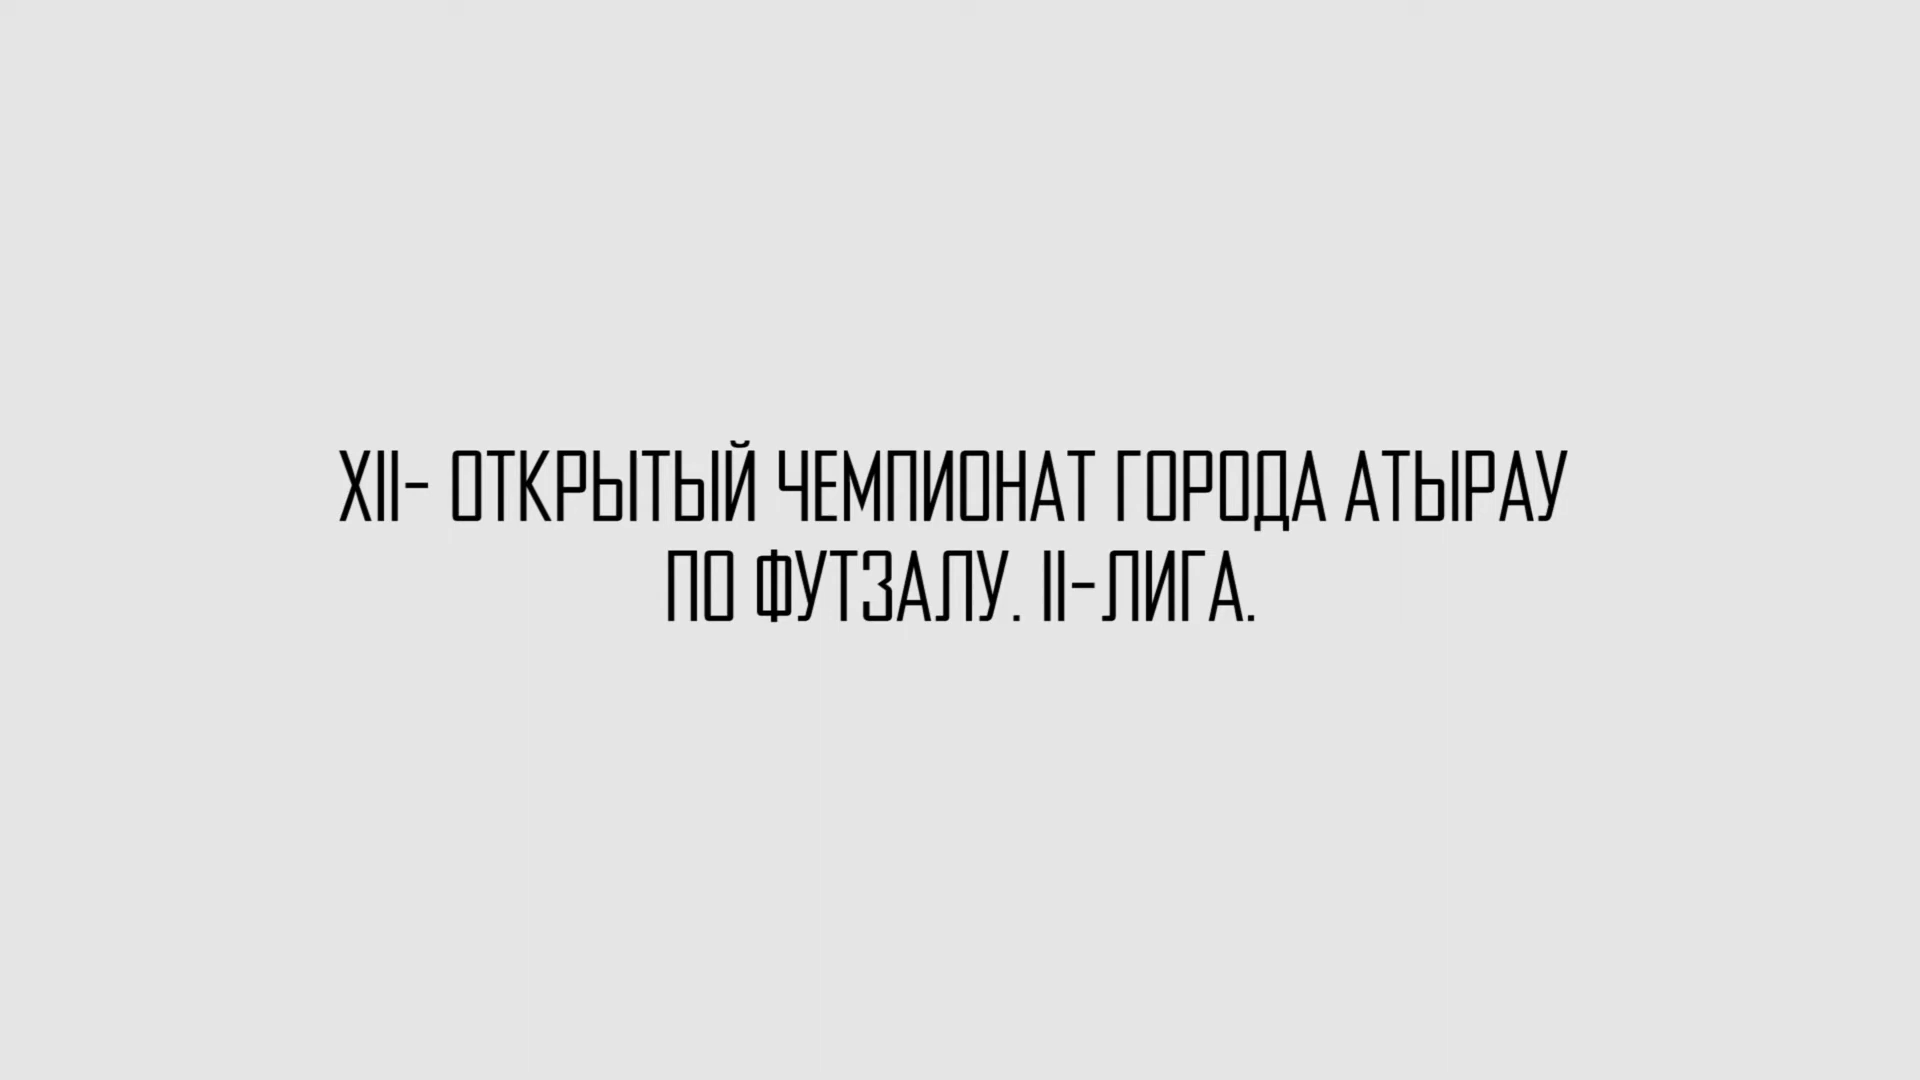 XII- ОТКРЫТЫЙ ЧЕМПИОНАТ ГОРОДА АТЫРАУ
ПО ФУТЗАЛУ. II-ЛИГА.